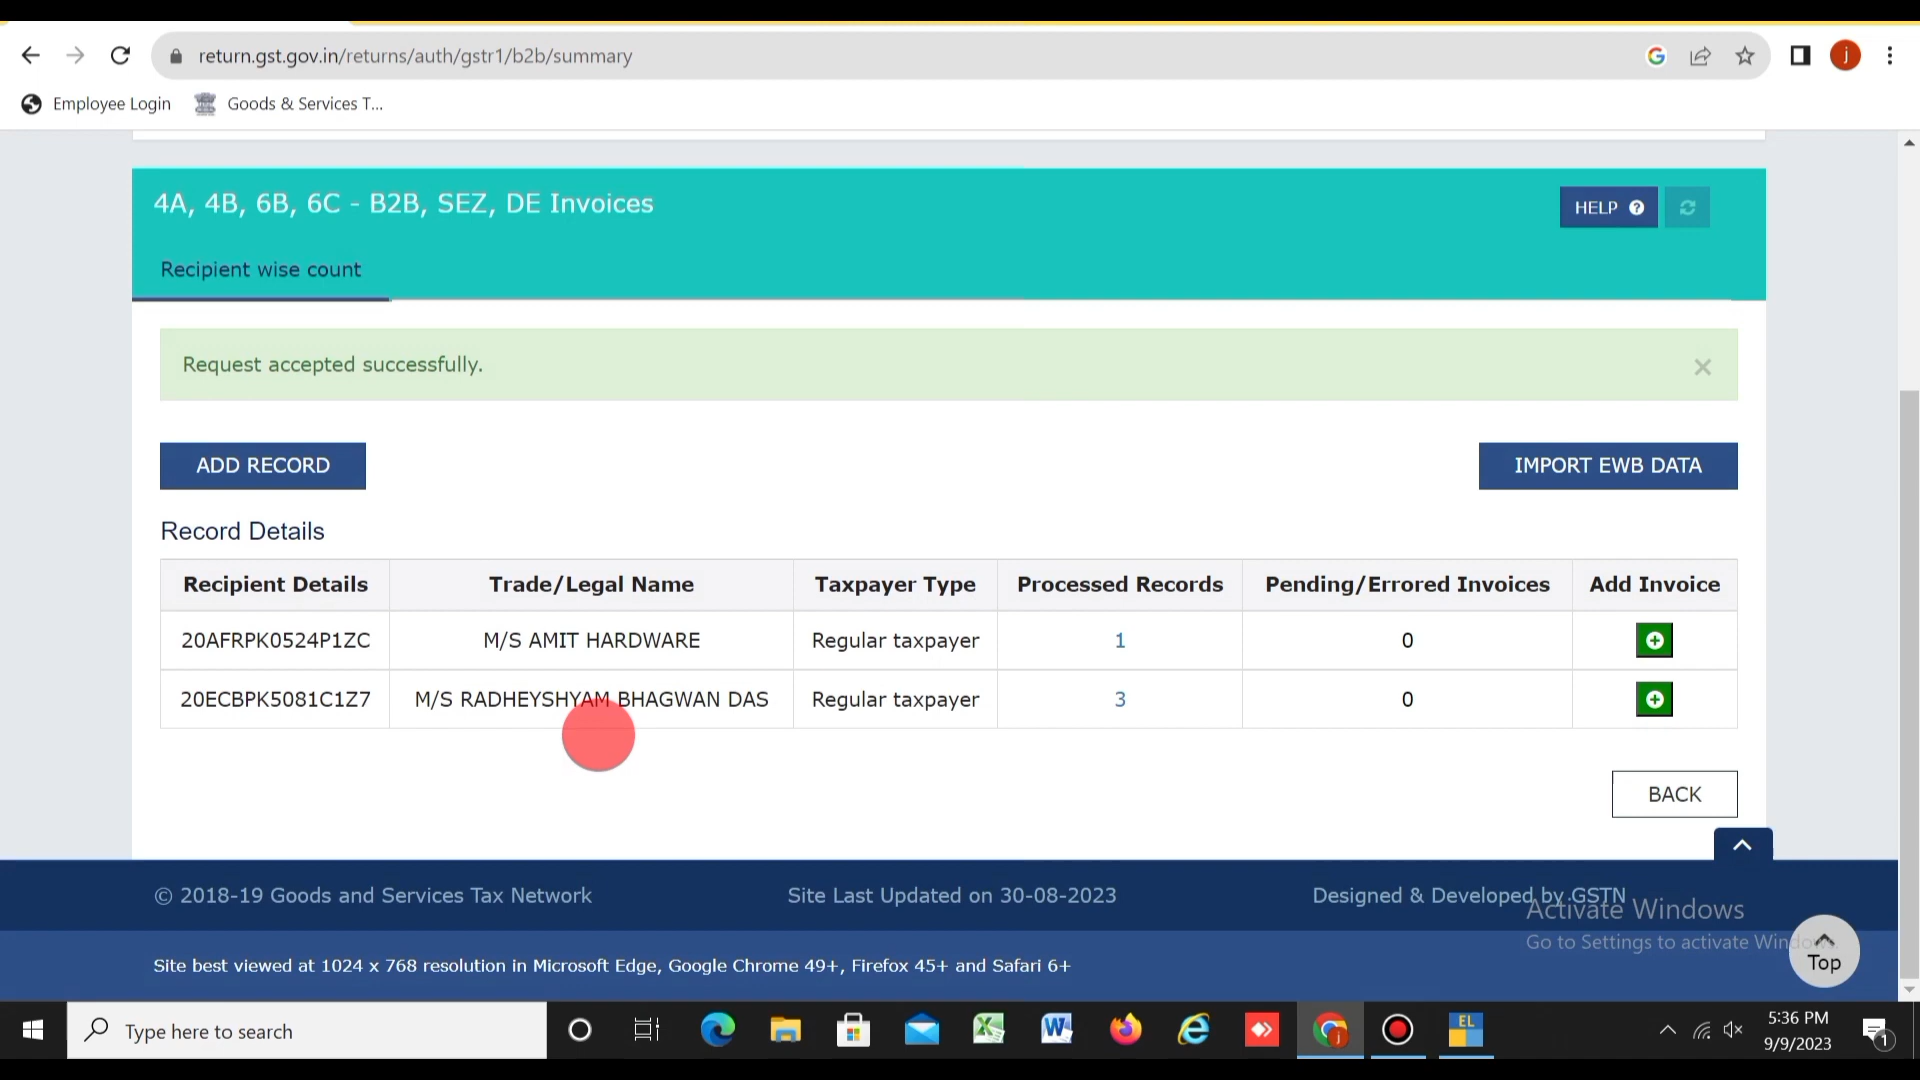 return.gst.gov.in/returns/auth/gstr1/b2b/summary
j
Employee Login
Goods & Services T...
4A, 4B, 6B, 6C - B2B, SEZ, DE Invoices
HELP ?
Recipient wise count
Request accepted successfully.
×
ADD RECORD
IMPORT EWB DATA
Record Details
Recipient Details Trade/Legal Name Taxpayer Type Processed Records Pending/Errored Invoices Add Invoice
20AFRPK0524P1ZC M/S AMIT HARDWARE Regular taxpayer 1 0
20ECBPK5081C1Z7 M/S RADHEYSHYAM BHAGWAN DAS Regular taxpayer 3 0
BACK
© 2018-19 Goods and Services Tax Network
Site Last Updated on 30-08-2023
Designed & Developed by GSTN
Activate Windows
Go to Settings to activate Windows.
Top
Site best viewed at 1024 x 768 resolution in Microsoft Edge, Google Chrome 49+, Firefox 45+ and Safari 6+
Type here to search
EL
5:36 PM
9/9/2023
1